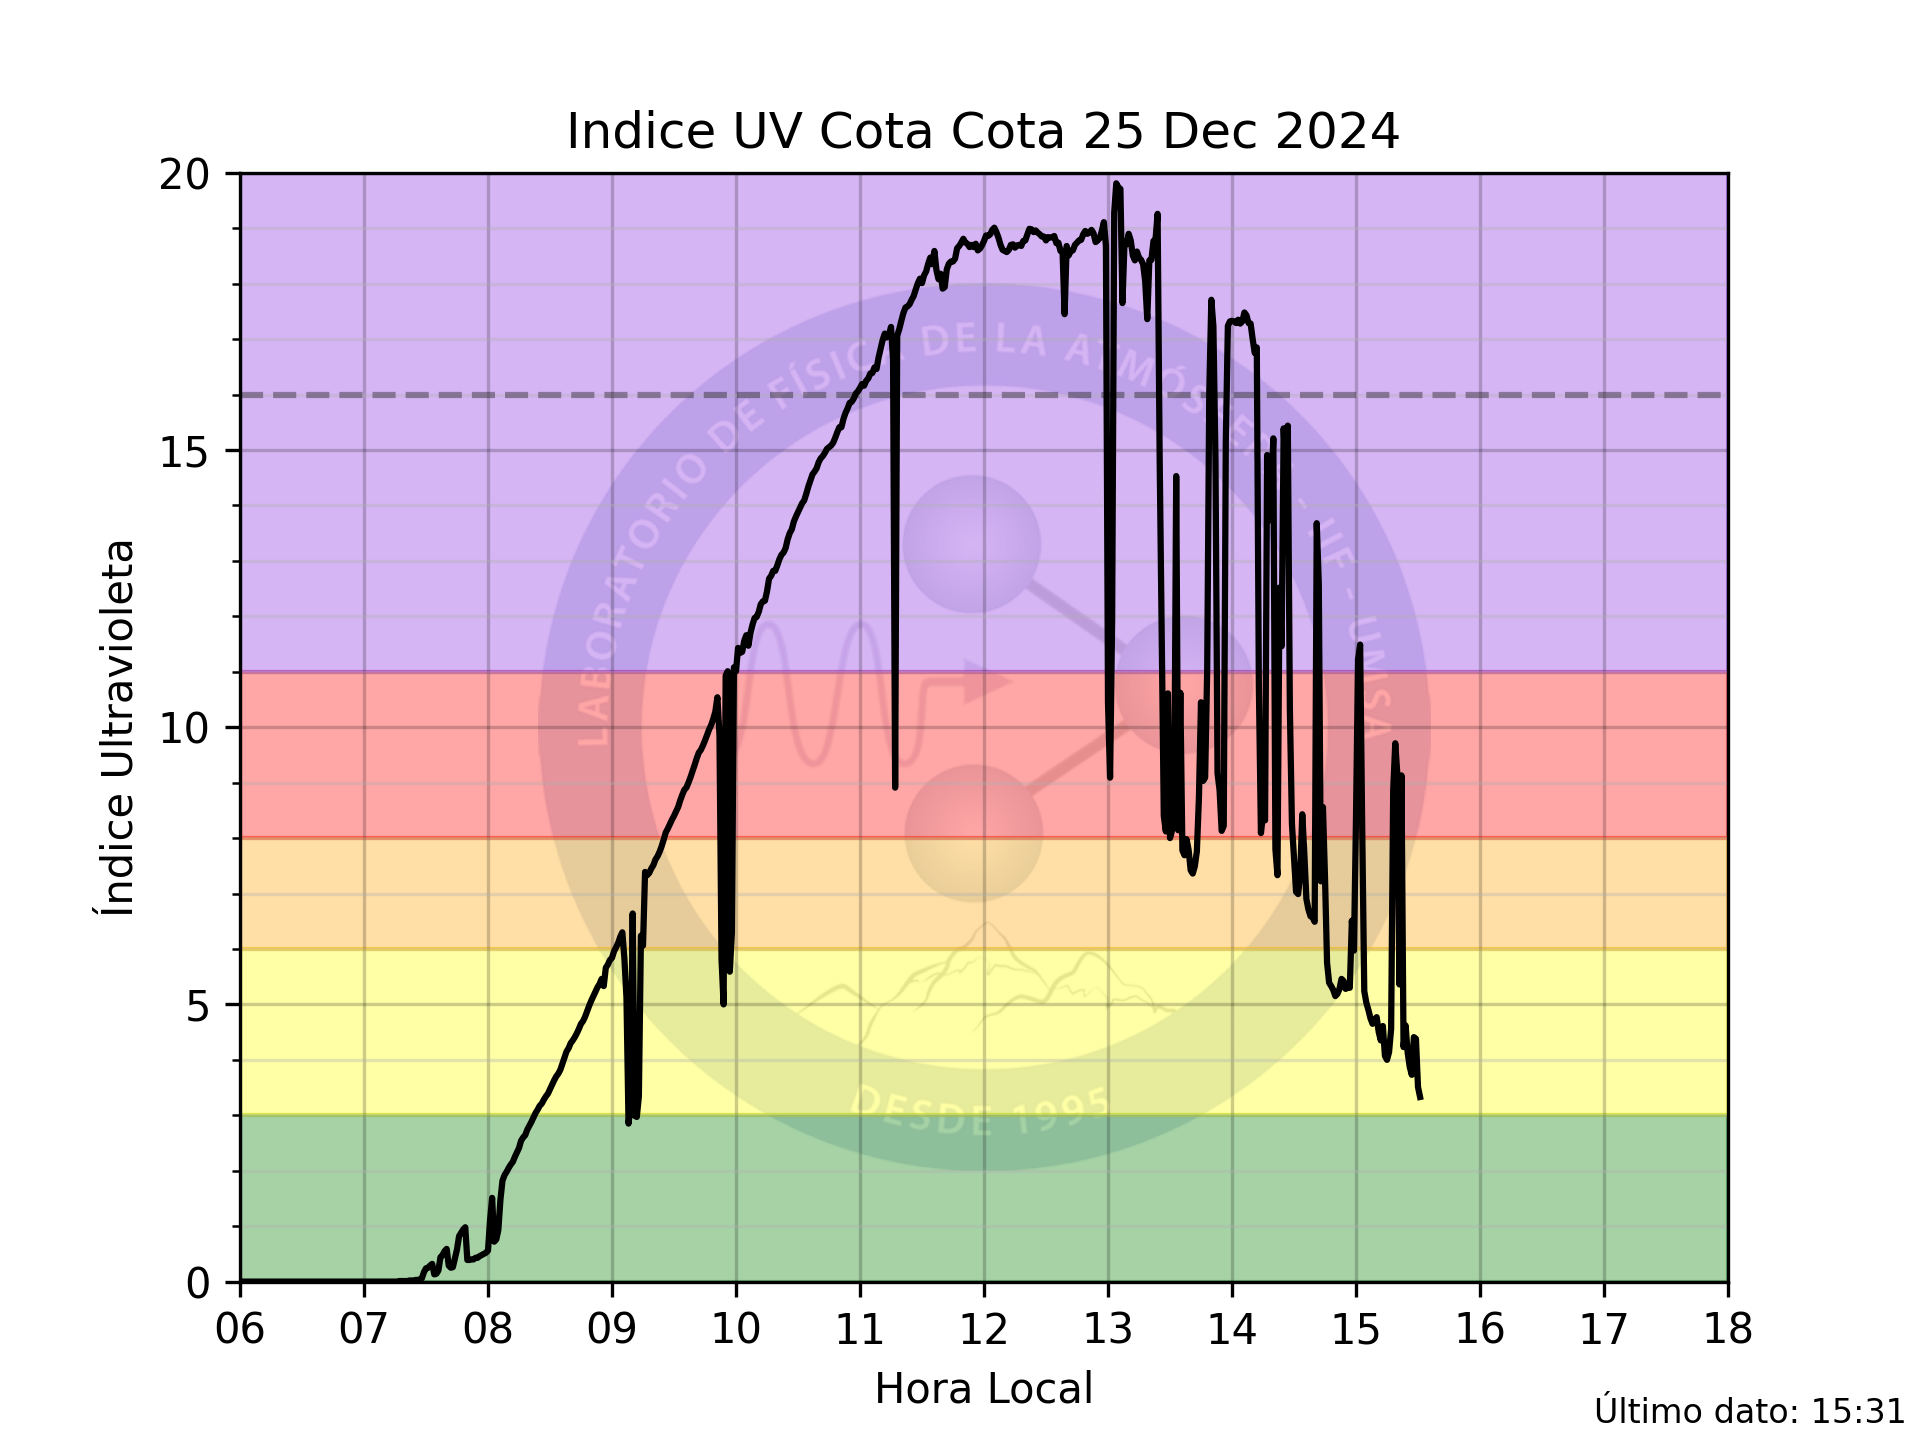 Indice UV Cota Cota 25 Dec 2024
20
15
10
5
0
Índice Ultravioleta
LABORATORIO DE FÍSICA DE LA ATMÓSFERA - IIF - UMSA
DESDE 1995
06 07 08 09 10 11 12 13 14 15 16 17 18
Hora Local
Último dato: 15:31